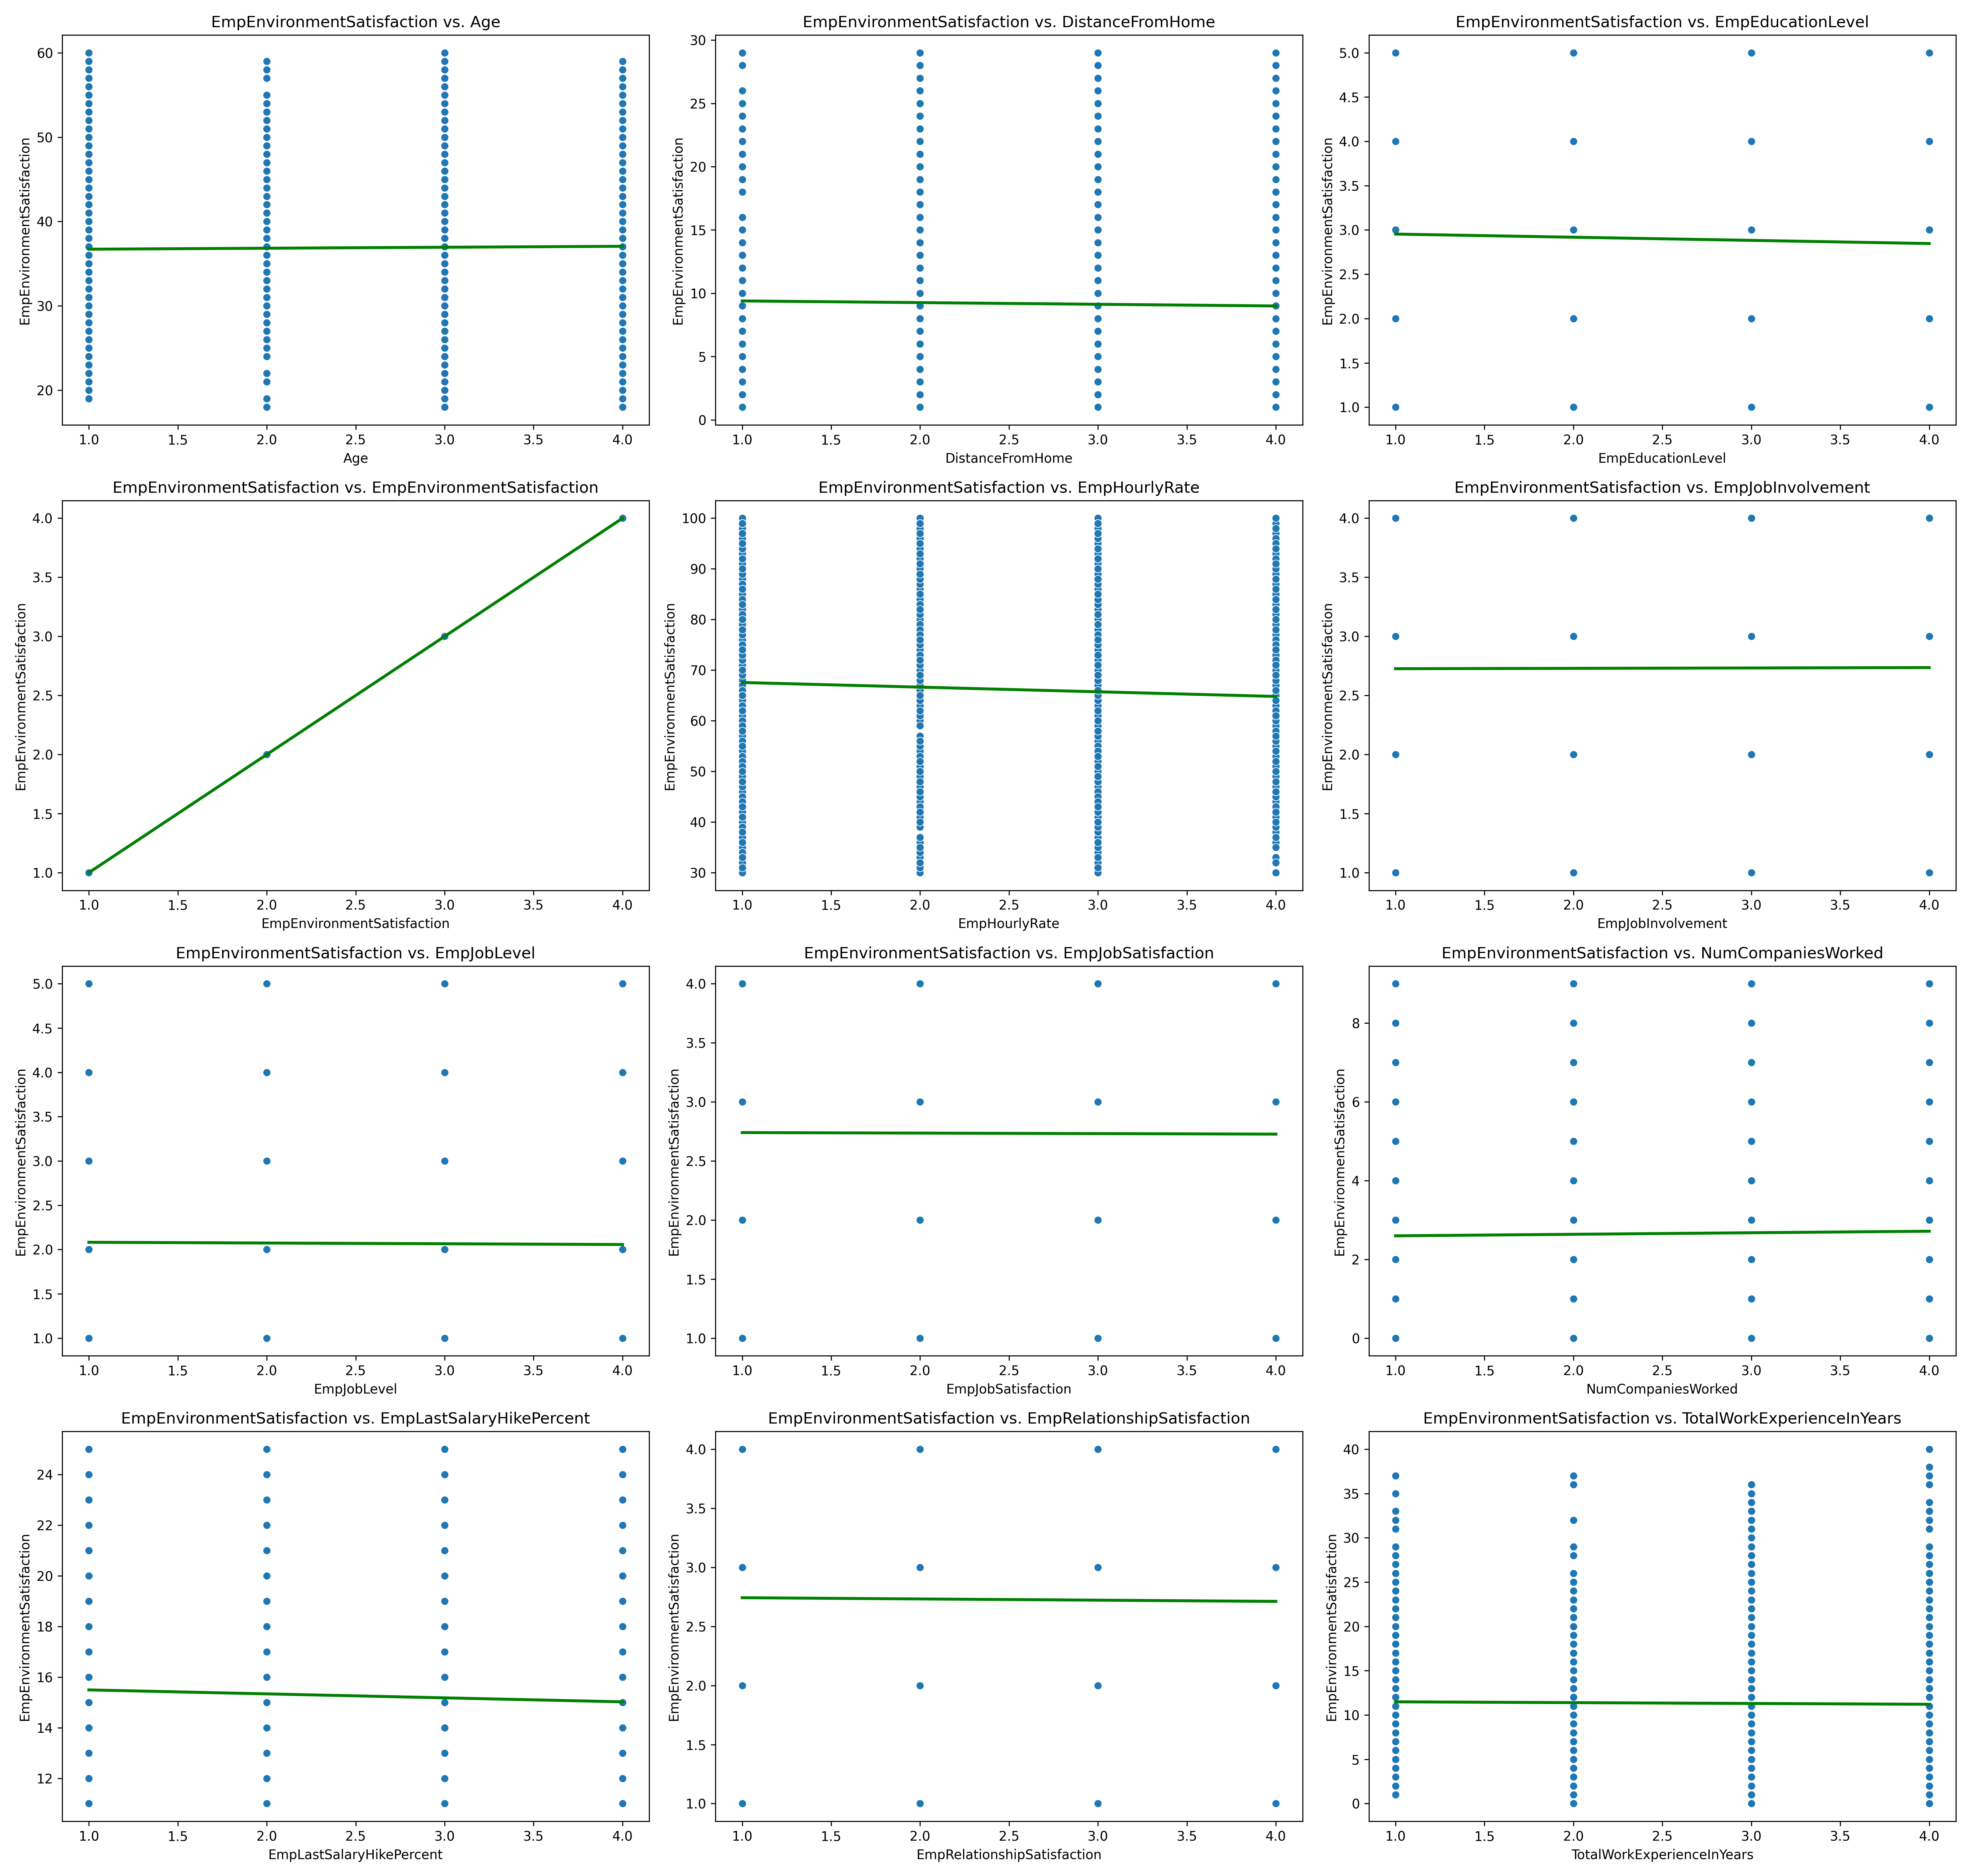 EmpEnvironmentSatisfaction vs. Age
EmpEnvironmentSatisfaction
60
50
40
30
20
1.0 1.5 2.0 2.5 3.0 3.5 4.0
Age
EmpEnvironmentSatisfaction vs. DistanceFromHome
EmpEnvironmentSatisfaction
30
25
20
15
10
5
0
1.0 1.5 2.0 2.5 3.0 3.5 4.0
DistanceFromHome
EmpEnvironmentSatisfaction vs. EmpEducationLevel
EmpEnvironmentSatisfaction
5.0
4.5
4.0
3.5
3.0
2.5
2.0
1.5
1.0
1.0 1.5 2.0 2.5 3.0 3.5 4.0
EmpEducationLevel
EmpEnvironmentSatisfaction vs. EmpEnvironmentSatisfaction
EmpEnvironmentSatisfaction
4.0
3.5
3.0
2.5
2.0
1.5
1.0
1.0 1.5 2.0 2.5 3.0 3.5 4.0
EmpEnvironmentSatisfaction
EmpEnvironmentSatisfaction vs. EmpHourlyRate
EmpEnvironmentSatisfaction
100
90
80
70
60
50
40
30
1.0 1.5 2.0 2.5 3.0 3.5 4.0
EmpHourlyRate
EmpEnvironmentSatisfaction vs. EmpJobInvolvement
EmpEnvironmentSatisfaction
4.0
3.5
3.0
2.5
2.0
1.5
1.0
1.0 1.5 2.0 2.5 3.0 3.5 4.0
EmpJobInvolvement
EmpEnvironmentSatisfaction vs. EmpJobLevel
EmpEnvironmentSatisfaction
5.0
4.5
4.0
3.5
3.0
2.5
2.0
1.5
1.0
1.0 1.5 2.0 2.5 3.0 3.5 4.0
EmpJobLevel
EmpEnvironmentSatisfaction vs. EmpJobSatisfaction
EmpEnvironmentSatisfaction
4.0
3.5
3.0
2.5
2.0
1.5
1.0
1.0 1.5 2.0 2.5 3.0 3.5 4.0
EmpJobSatisfaction
EmpEnvironmentSatisfaction vs. NumCompaniesWorked
EmpEnvironmentSatisfaction
8
6
4
2
0
1.0 1.5 2.0 2.5 3.0 3.5 4.0
NumCompaniesWorked
EmpEnvironmentSatisfaction vs. EmpLastSalaryHikePercent
EmpEnvironmentSatisfaction
24
22
20
18
16
14
12
1.0 1.5 2.0 2.5 3.0 3.5 4.0
EmpLastSalaryHikePercent
EmpEnvironmentSatisfaction vs. EmpRelationshipSatisfaction
EmpEnvironmentSatisfaction
4.0
3.5
3.0
2.5
2.0
1.5
1.0
1.0 1.5 2.0 2.5 3.0 3.5 4.0
EmpRelationshipSatisfaction
EmpEnvironmentSatisfaction vs. TotalWorkExperienceInYears
EmpEnvironmentSatisfaction
40
35
30
25
20
15
10
5
0
1.0 1.5 2.0 2.5 3.0 3.5 4.0
TotalWorkExperienceInYears